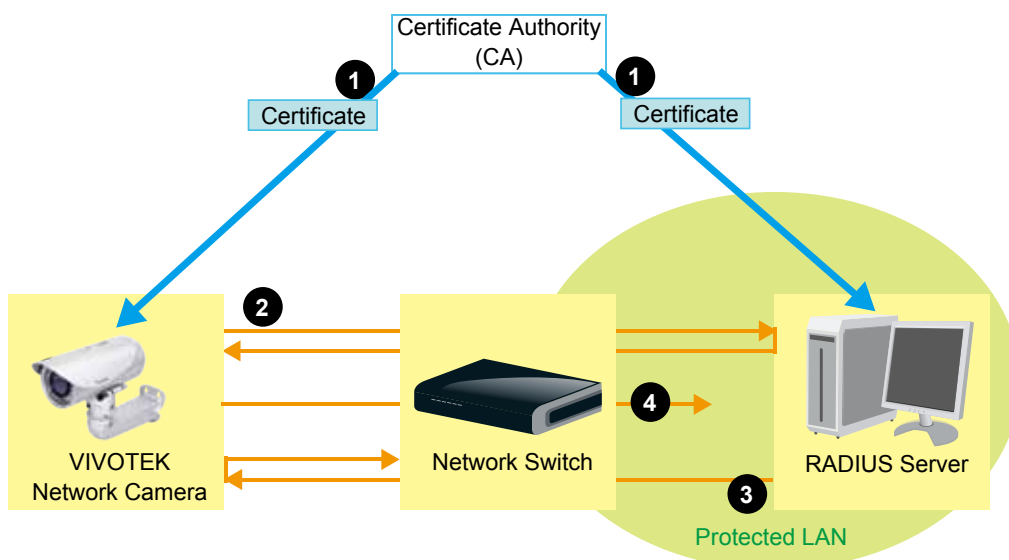 Certificate Authority
(CA)
1
1
Certificate
Certificate
2
4
VIVOTEK
Network Camera
Network Switch
RADIUS Server
3
Protected LAN